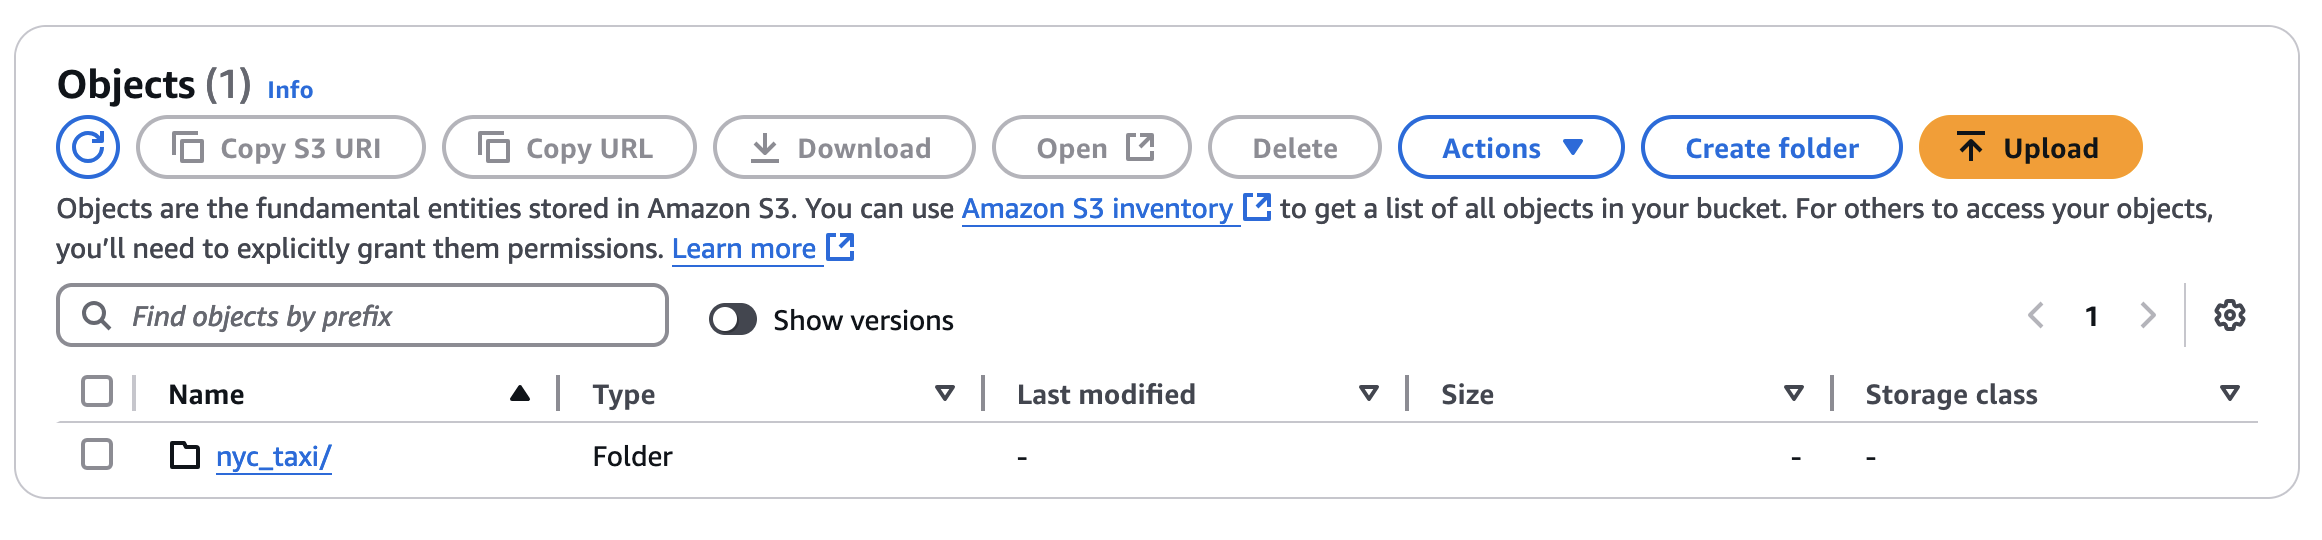 Objects (1) Info
Copy S3 URI Copy URL Download Open Delete Actions Create folder Upload
Objects are the fundamental entities stored in Amazon S3. You can use Amazon S3 inventory to get a list of all objects in your bucket. For others to access your objects,
you’ll need to explicitly grant them permissions. Learn more
Find objects by prefix Show versions 1
Name Type Last modified Size Storage class
nyc_taxi/ Folder - - -